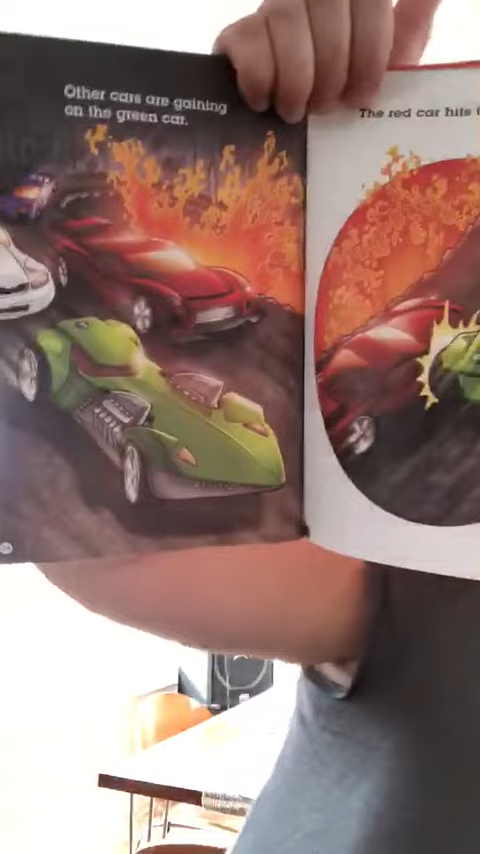 Other cars are gaining
on the green car.
The red car hits